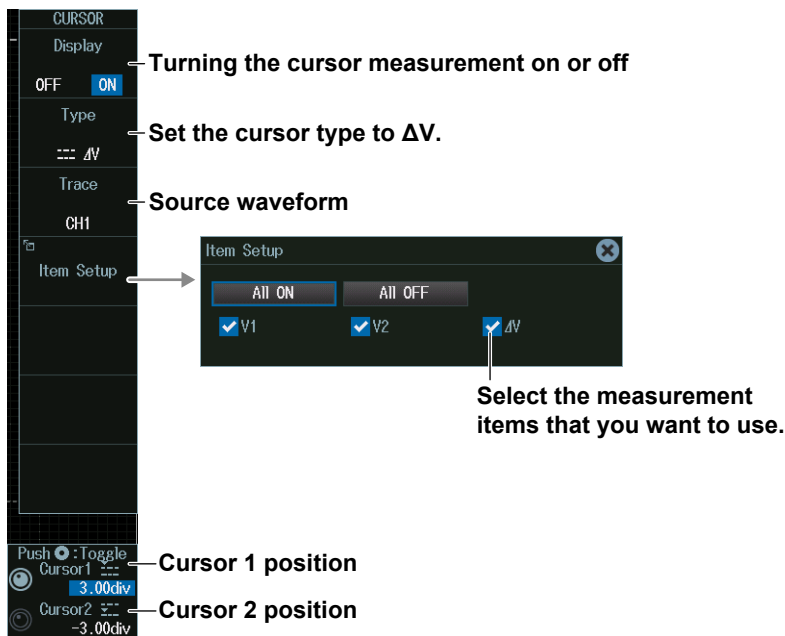 CURSOR
Display
OFF ON
Turning the cursor measurement on or off
Type
ΔV
Set the cursor type to ΔV.
Trace
CH1
Source waveform
Item Setup
Item Setup
All ON All OFF
V1 V2 ΔV
Select the measurement
items that you want to use.
Push :Toggle
Cursor1
3.00div
Cursor 1 position
Cursor2
-3.00div
Cursor 2 position